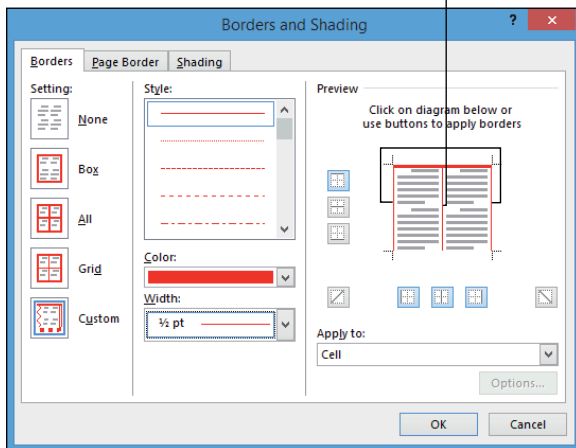 Borders and Shading
?
×
Borders
Page Border
Shading
Setting:
None
Box
All
Grid
Custom
Style:
Color:
Width:
½ pt
Preview
Click on diagram below or
use buttons to apply borders
Apply to:
Cell
Options...
OK
Cancel